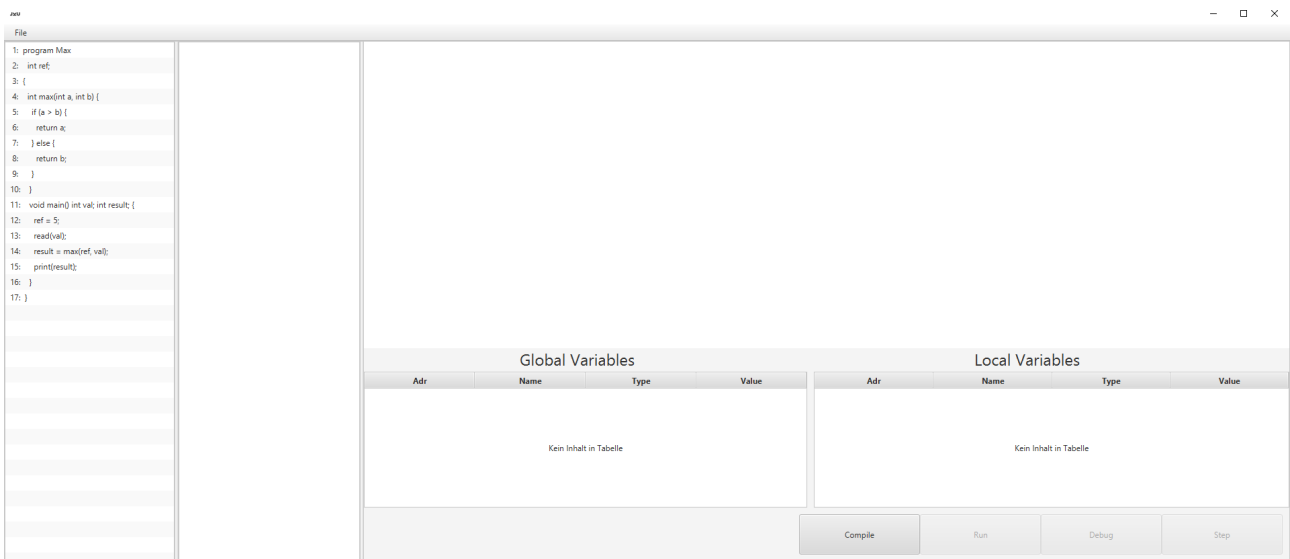 File
1: program Max
2: int ref;
3: {
4: int max(int a, int b) {
5: if (a > b) {
6: return a;
7: } else {
8: return b;
9: }
10: }
11: void main() int val; int result; {
12: ref = 5;
13: read(val);
14: result = max(ref, val);
15: print(result);
16: }
17: }
Global Variables
Adr Name Type Value
Kein Inhalt in Tabelle
Local Variables
Adr Name Type Value
Kein Inhalt in Tabelle
Compile Run Debug Step